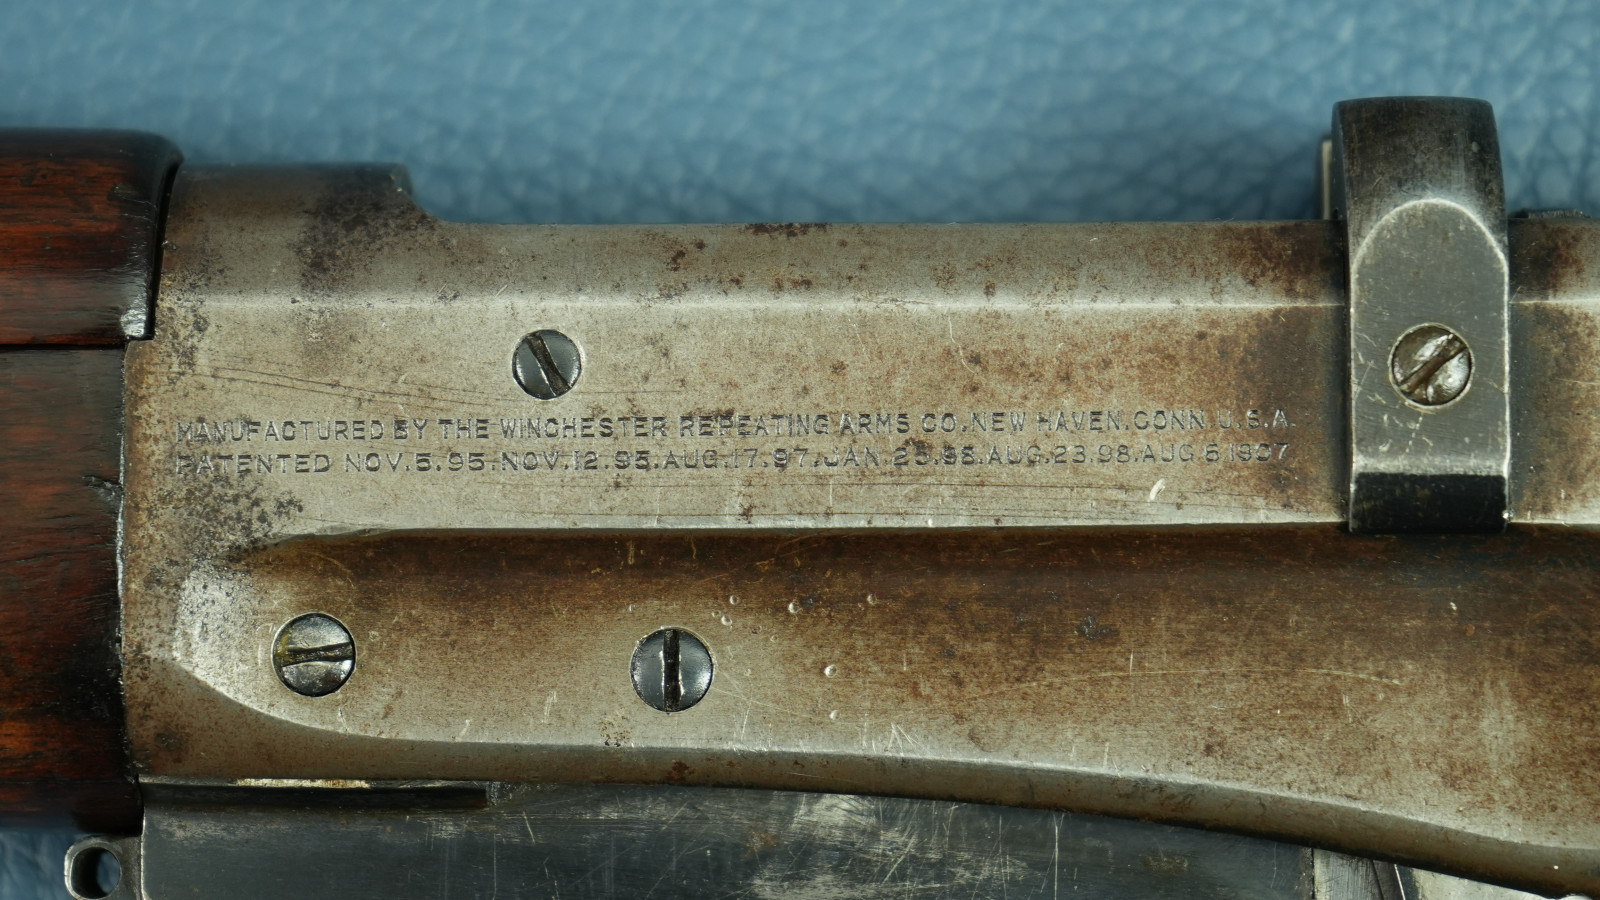 MANUFACTURED BY THE WINCHESTER REPEATING ARMS CO. NEW HAVEN. CONN. U.S.A.
PATENTED NOV.5.95. NOV.12.95. AUG.17.97. JAN.25.98. AUG.23.98. AUG 6 1907